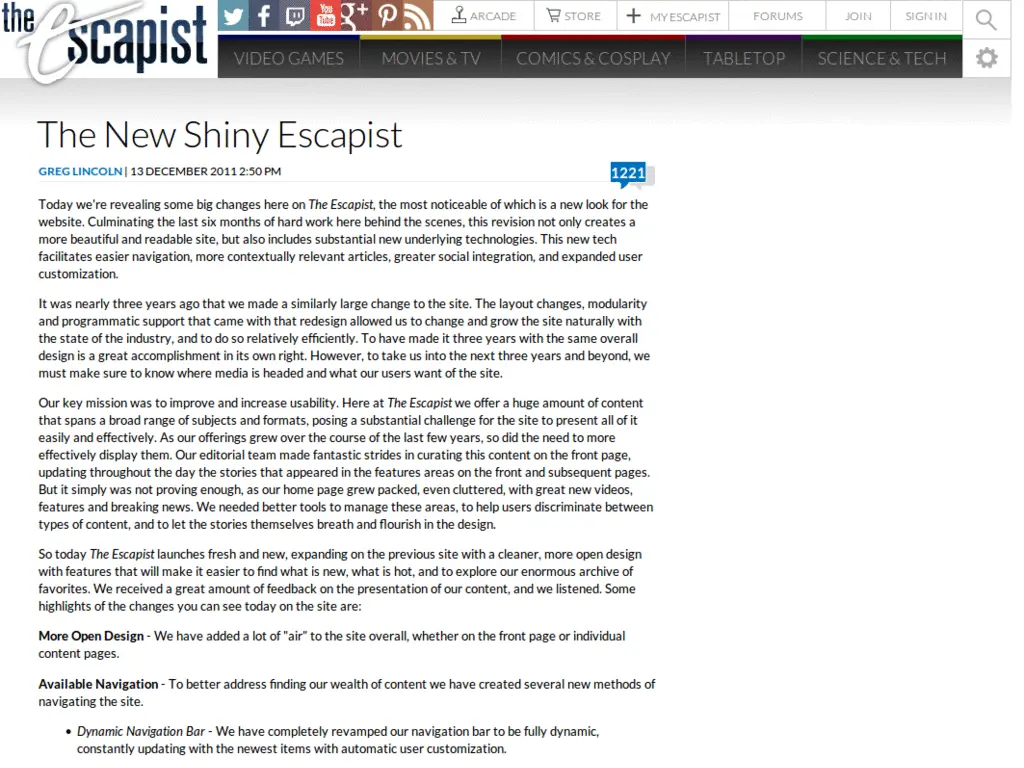 the Escapist
You Tube
g+
ARCADE
STORE
MY ESCAPIST
FORUMS
JOIN
SIGN IN
VIDEO GAMES
MOVIES & TV
COMICS & COSPLAY
TABLETOP
SCIENCE & TECH
The New Shiny Escapist
GREG LINCOLN | 13 DECEMBER 2011 2:50 PM
1221
Today we're revealing some big changes here on The Escapist, the most noticeable of which is a new look for the
website. Culminating the last six months of hard work here behind the scenes, this revision not only creates a
more beautiful and readable site, but also includes substantial new underlying technologies. This new tech
facilitates easier navigation, more contextually relevant articles, greater social integration, and expanded user
customization.
It was nearly three years ago that we made a similarly large change to the site. The layout changes, modularity
and programmatic support that came with that redesign allowed us to change and grow the site naturally with
the state of the industry, and to do so relatively efficiently. To have made it three years with the same overall
design is a great accomplishment in its own right. However, to take us into the next three years and beyond, we
must make sure to know where media is headed and what our users want of the site.
Our key mission was to improve and increase usability. Here at The Escapist we offer a huge amount of content
that spans a broad range of subjects and formats, posing a substantial challenge for the site to present all of it
easily and effectively. As our offerings grew over the course of the last few years, so did the need to more
effectively display them. Our editorial team made fantastic strides in curating this content on the front page,
updating throughout the day the stories that appeared in the features areas on the front and subsequent pages.
But it simply was not proving enough, as our home page grew packed, even cluttered, with great new videos,
features and breaking news. We needed better tools to manage these areas, to help users discriminate between
types of content, and to let the stories themselves breath and flourish in the design.
So today The Escapist launches fresh and new, expanding on the previous site with a cleaner, more open design
with features that will make it easier to find what is new, what is hot, and to explore our enormous archive of
favorites. We received a great amount of feedback on the presentation of our content, and we listened. Some
highlights of the changes you can see today on the site are:
More Open Design - We have added a lot of "air" to the site overall, whether on the front page or individual
content pages.
Available Navigation - To better address finding our wealth of content we have created several new methods of
navigating the site.
• Dynamic Navigation Bar - We have completely revamped our navigation bar to be fully dynamic,
constantly updating with the newest items with automatic user customization.